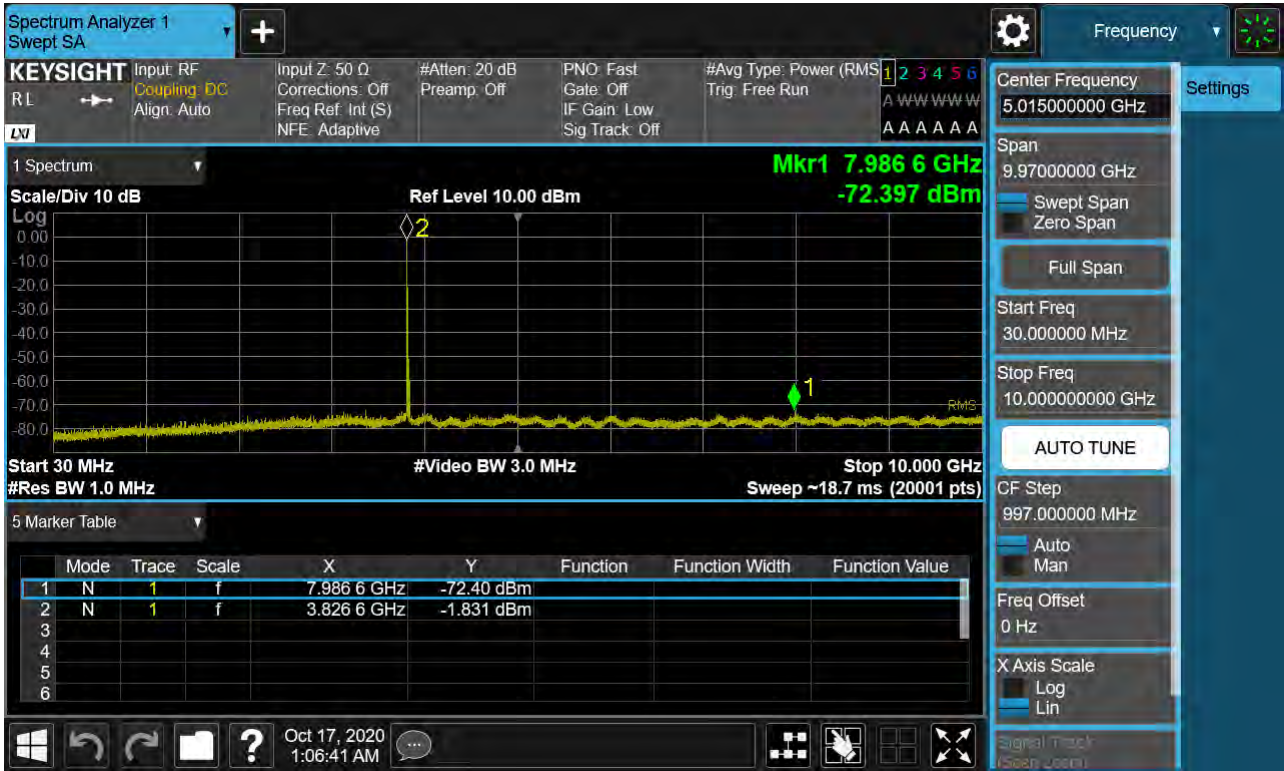 Spectrum Analyzer 1
Swept SA
+
Frequency
KEYSIGHT
RL
LXI
Input: RF
Coupling: DC
Align: Auto
Input Z: 50 Ω
Corrections: Off
Freq Ref: Int (S)
NFE: Adaptive
#Atten: 20 dB
Preamp: Off
PNO: Fast
Gate: Off
IF Gain: Low
Sig Track: Off
#Avg Type: Power (RMS
Trig: Free Run
1 2 3 4 5 6
A W W W W W
A A A A A A
1 Spectrum
Mkr1 7.986 6 GHz
Scale/Div 10 dB
Ref Level 10.00 dBm
-72.397 dBm
Log
0.00
-10.0
-20.0
-30.0
-40.0
-50.0
-60.0
-70.0
-80.0
2
1
RMS
Start 30 MHz
#Video BW 3.0 MHz
Stop 10.000 GHz
#Res BW 1.0 MHz
Sweep ~18.7 ms (20001 pts)
5 Marker Table
Mode Trace Scale X Y Function Function Width Function Value
1 N 1 f 7.986 6 GHz -72.40 dBm
2 N 1 f 3.826 6 GHz -1.831 dBm
3
4
5
6
Oct 17, 2020
1:06:41 AM
?
Center Frequency
5.015000000 GHz
Settings
Span
9.97000000 GHz
Swept Span
Zero Span
Full Span
Start Freq
30.000000 MHz
Stop Freq
10.000000000 GHz
AUTO TUNE
CF Step
997.000000 MHz
Auto
Man
Freq Offset
0 Hz
X Axis Scale
Log
Lin
Signal Track
(Span Zoom)